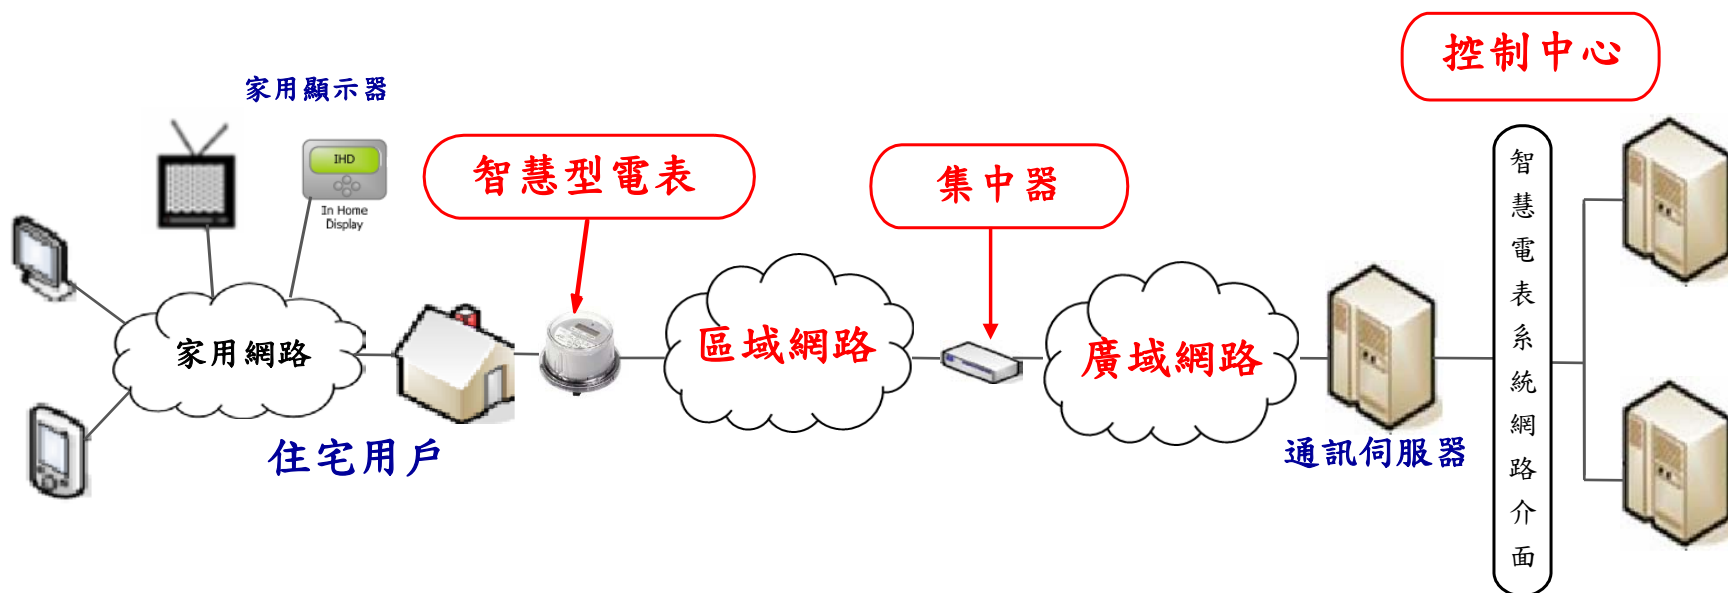 控制中心
家用顯示器
IHD
In Home
Display
智慧型電表
集中器
家用網路
區域網路
廣域網路
住宅用戶
通訊伺服器
智慧電表系統網路介面